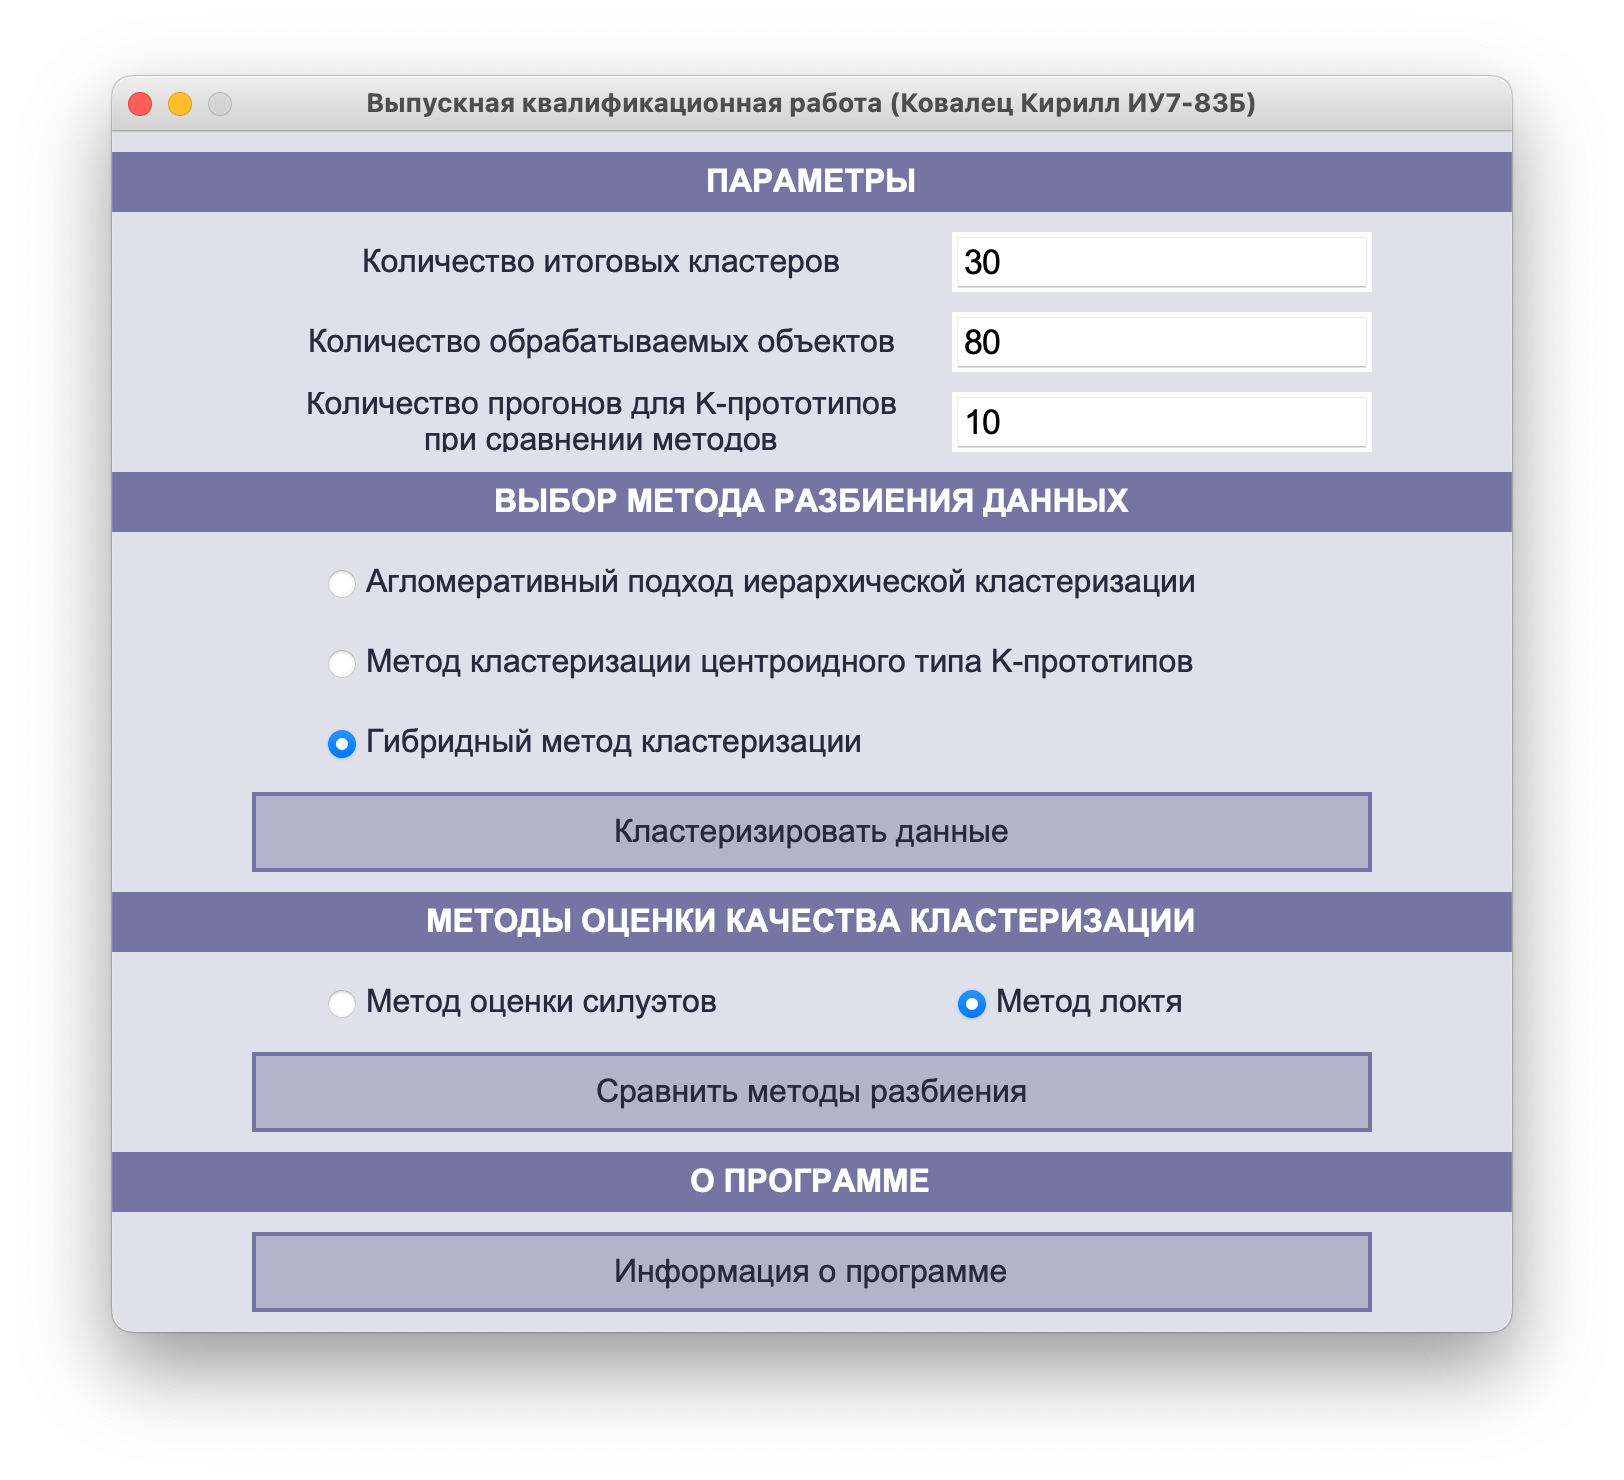 Выпускная квалификационная работа (Ковалец Кирилл ИУ7-83Б)
ПАРАМЕТРЫ
Количество итоговых кластеров
30
Количество обрабатываемых объектов
80
Количество прогонов для К-прототипов
при сравнении методов
10
ВЫБОР МЕТОДА РАЗБИЕНИЯ ДАННЫХ
Агломеративный подход иерархической кластеризации
Метод кластеризации центроидного типа К-прототипов
Гибридный метод кластеризации
Кластеризировать данные
МЕТОДЫ ОЦЕНКИ КАЧЕСТВА КЛАСТЕРИЗАЦИИ
Метод оценки силуэтов
Метод локтя
Сравнить методы разбиения
О ПРОГРАММЕ
Информация о программе